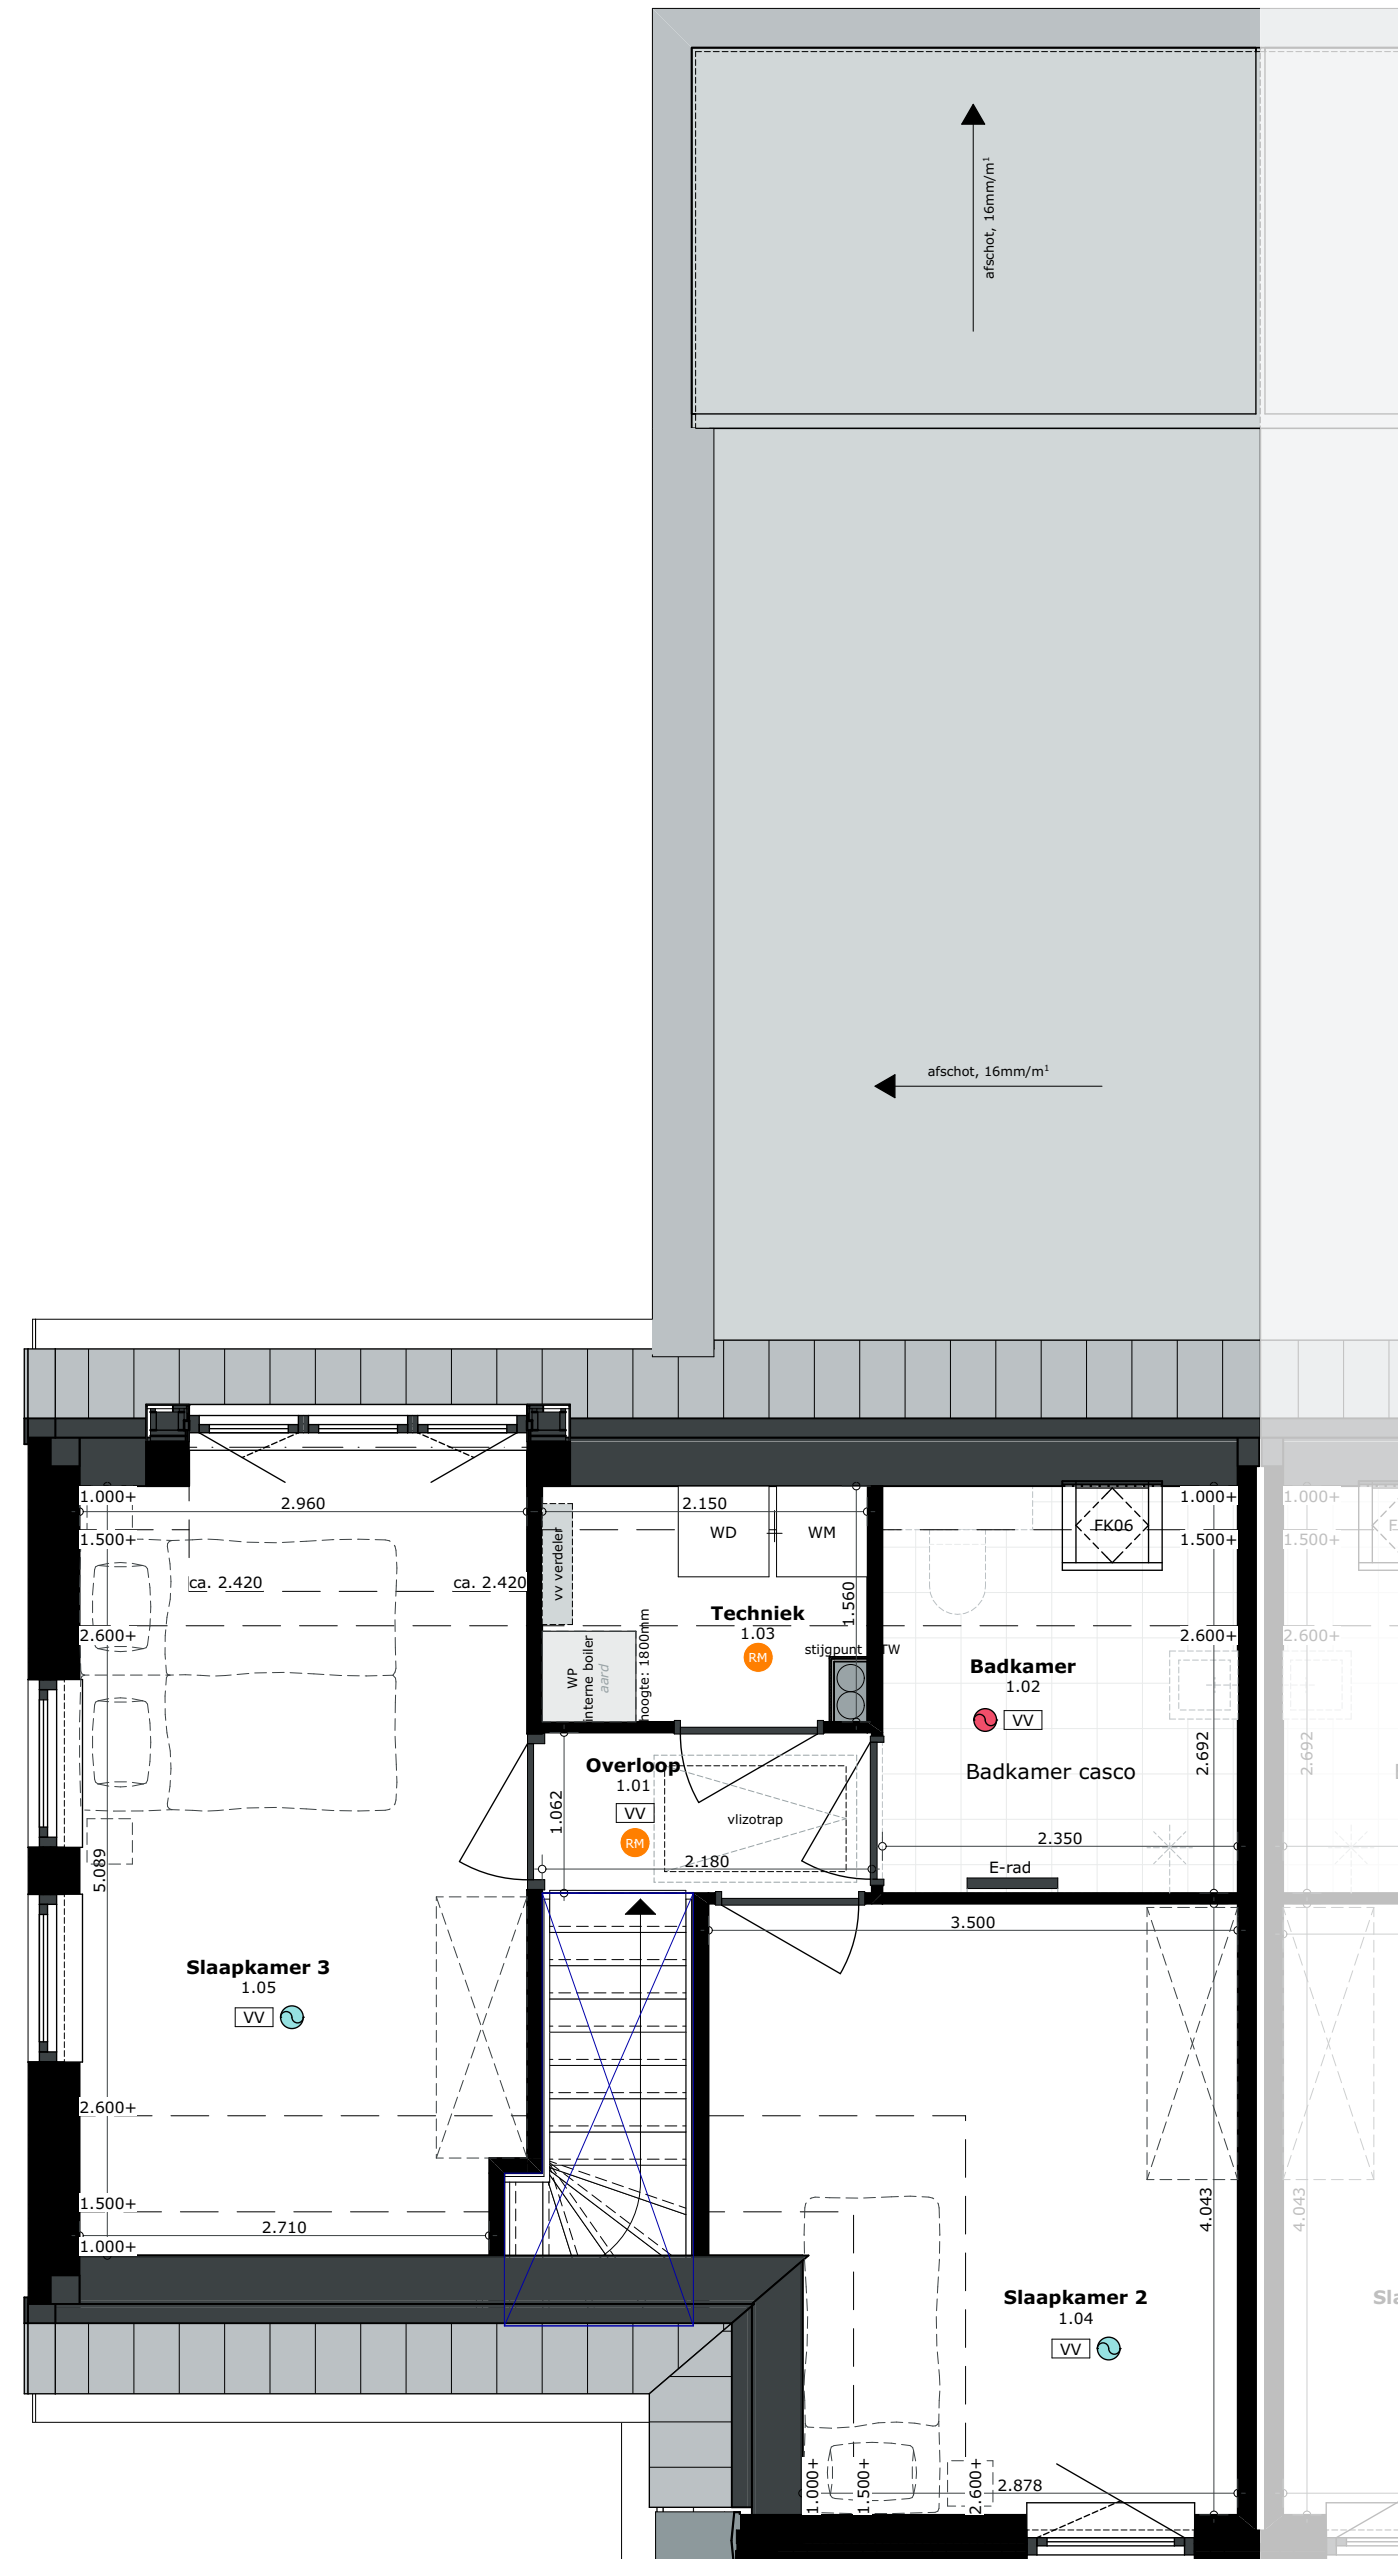 afschot, 16mm/m¹
afschot, 16mm/m¹
1.000+
2.960
2.150
1.000+
1.000+
WD
WM
FK06
1.500+
1.500+
1.500+
vv verdeler
ca. 2.420
ca. 2.420
1.560
Techniek
1.03
RM
2.600+
2.600+
2.600+
hoogte: 1800mm
WP
interne boiler
aard
stijgpunt
TW
Badkamer
1.02
VV
2.692
2.692
Badkamer casco
Overloop
1.01
VV
RM
1.062
vlizotrap
2.180
2.350
E-rad
5.089
3.500
Slaapkamer 3
1.05
VV
2.600+
1.500+
2.710
1.000+
4.043
4.043
Slaapkamer 2
1.04
VV
Sla
1.000+
1.500+
2.600+
2.878